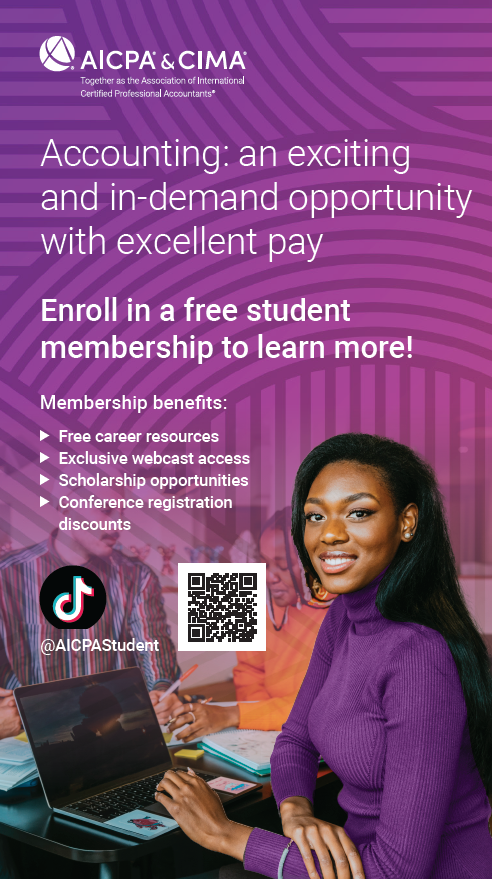 AICPA® & CIMA®
Together as the Association of International
Certified Professional Accountants®
Accounting: an exciting
and in-demand opportunity
with excellent pay
Enroll in a free student
membership to learn more!
Membership benefits:
Free career resources
Exclusive webcast access
Scholarship opportunities
Conference registration
discounts
@AICPAStudent